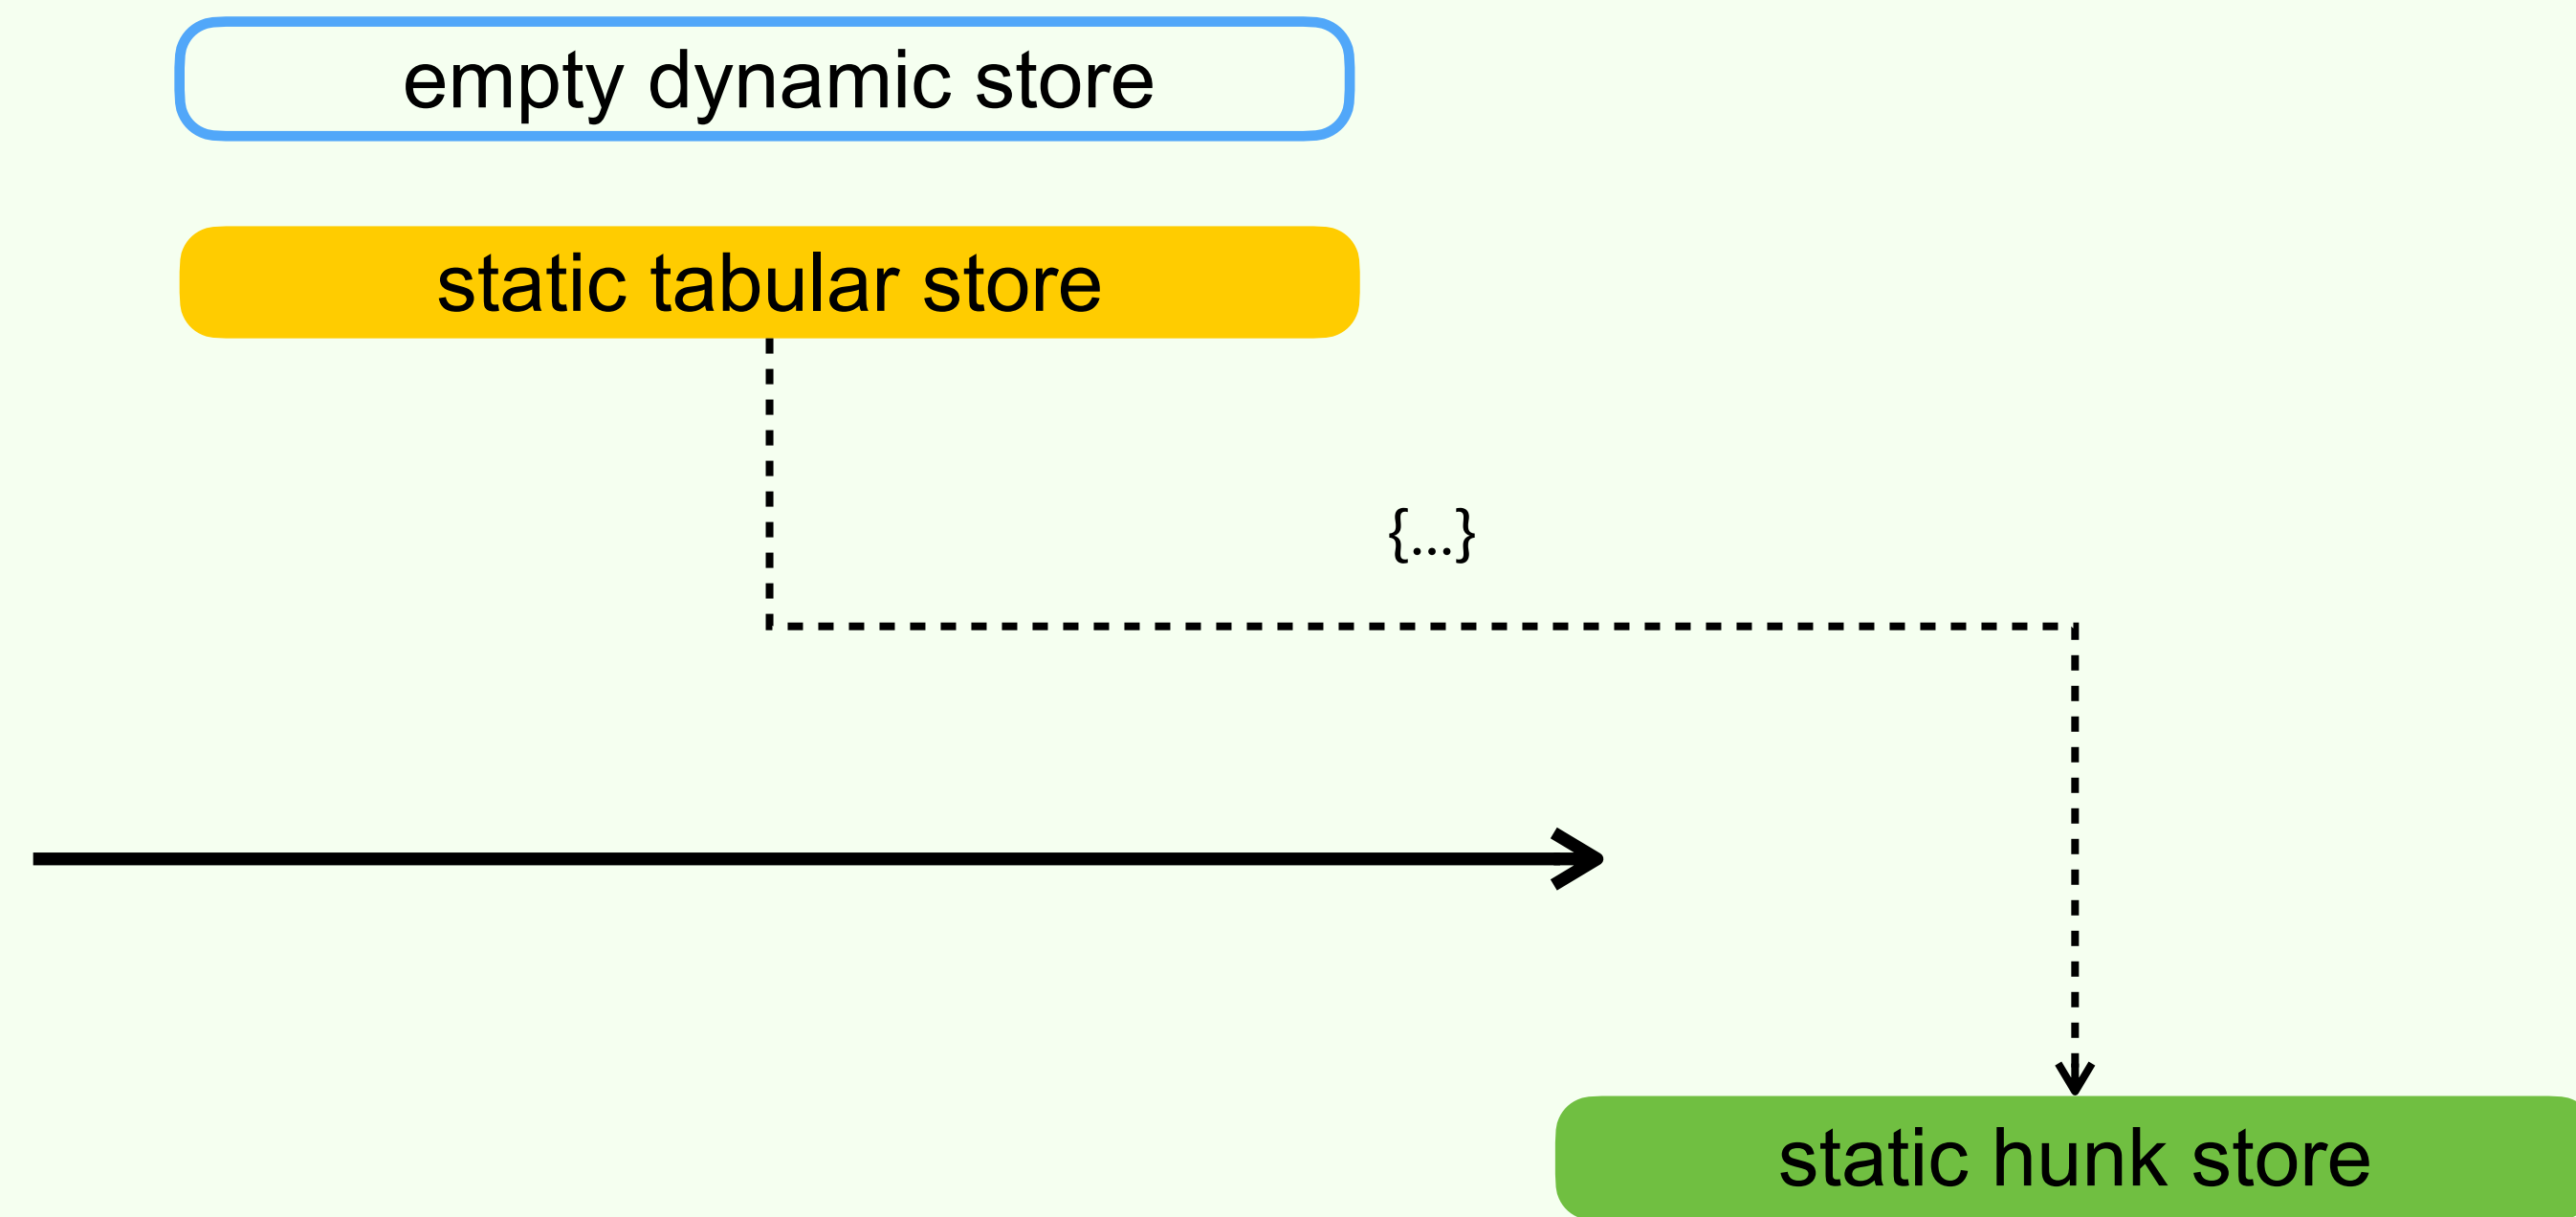 empty dynamic store
static tabular store
{...}
static hunk store